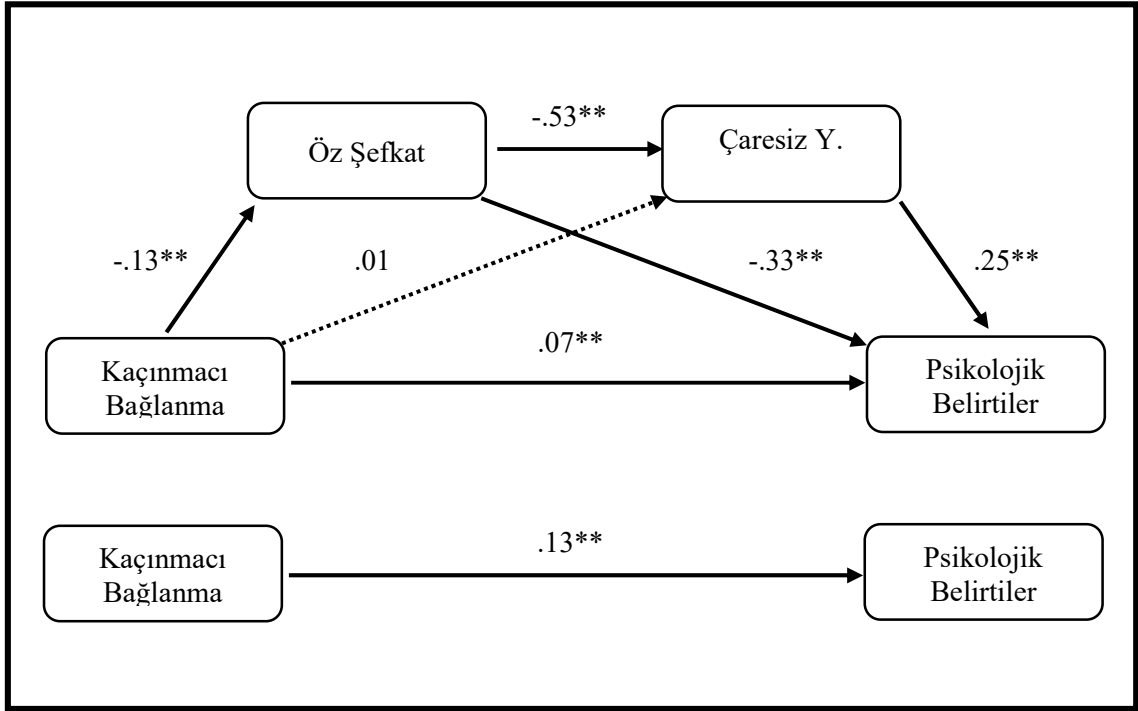 -.53**
Öz Şefkat
Çaresiz Y.
-.13**
.01
-.33**
.25**
Kaçınmacı
Bağlanma
.07**
Psikolojik
Belirtiler
Kaçınmacı
Bağlanma
.13**
Psikolojik
Belirtiler